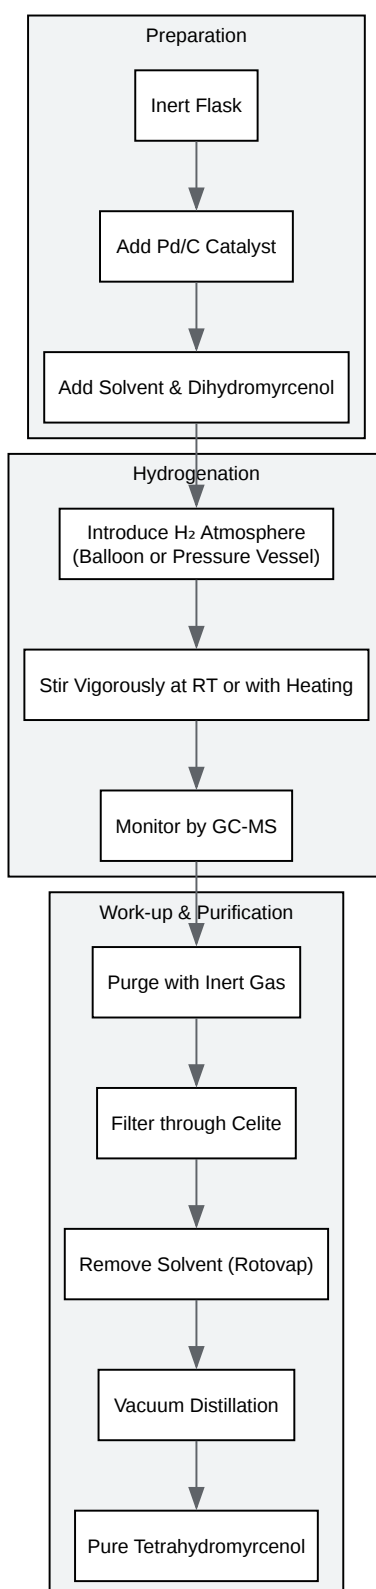 Preparation
Inert Flask
Add Pd/C Catalyst
Add Solvent & Dihydromyrcenol
Hydrogenation
Introduce H₂ Atmosphere
(Balloon or Pressure Vessel)
Stir Vigorously at RT or with Heating
Monitor by GC-MS
Work-up & Purification
Purge with Inert Gas
Filter through Celite
Remove Solvent (Rotovap)
Vacuum Distillation
Pure Tetrahydromyrcenol